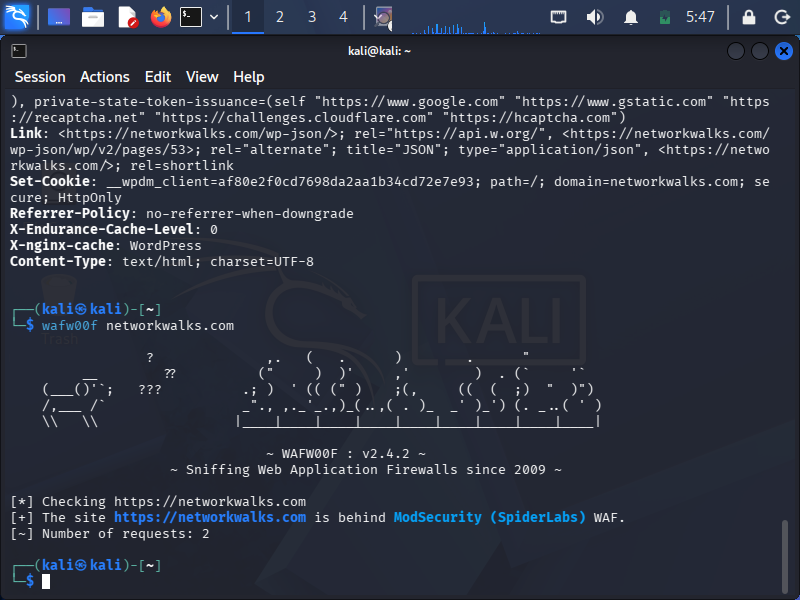 1 2 3 4 5:47
kali@kali: ~
Session Actions Edit View Help
), private-state-token-issuance=(self "https://www.google.com" "https://www.gstatic.com" "https
://recaptcha.net" "https://challenges.cloudflare.com" "https://hcaptcha.com")
Link: <https://networkwalks.com/wp-json/>; rel="https://api.w.org/", <https://networkwalks.com/
wp-json/wp/v2/pages/53>; rel="alternate"; title="JSON"; type="application/json", <https://netwo
rkwalks.com/>; rel=shortlink
Set-Cookie: __wpdm_client=af80e2f0cd7698da2aa1b34cd72e7e93; path=/; domain=networkwalks.com; se
cure; HttpOnly
Referrer-Policy: no-referrer-when-downgrade
X-Endurance-Cache-Level: 0
X-nginx-cache: WordPress
Content-Type: text/html; charset=UTF-8
┌──(kali㉿kali)-[~]
└─$ wafw00f networkwalks.com
Trash
KALI
~ WAFW00F : v2.4.2 ~
~ Sniffing Web Application Firewalls since 2009 ~
[*] Checking https://networkwalks.com
[+] The site https://networkwalks.com is behind ModSecurity (SpiderLabs) WAF.
[~] Number of requests: 2
┌──(kali㉿kali)-[~]
└─$